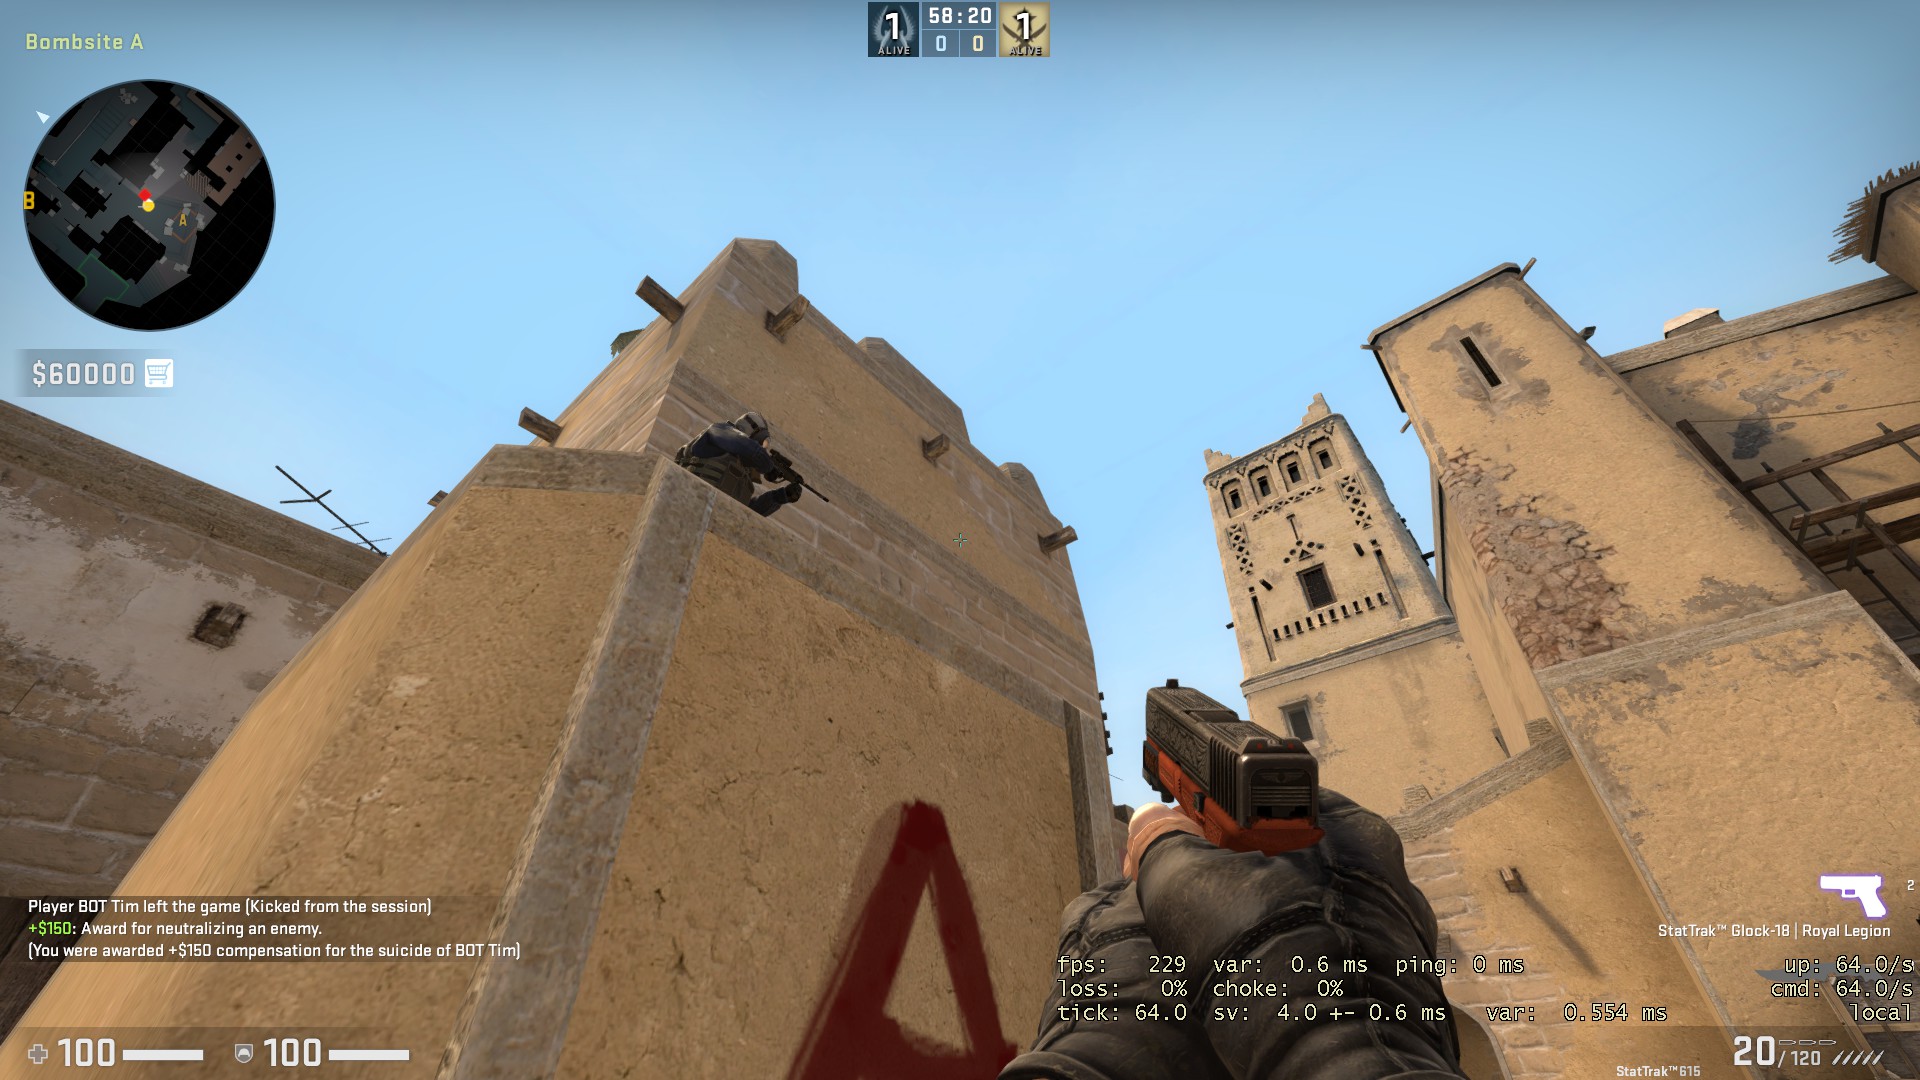 Bombsite A
1
ALIVE
58:20
0 0
1
ALIVE
B
A
$60000
A
Player BOT Tim left the game (Kicked from the session)
+$150: Award for neutralizing an enemy.
(You were awarded +$150 compensation for the suicide of BOT Tim)
2
StatTrak™ Glock-18 | Royal Legion
fps: 229 var: 0.6 ms ping: 0 ms
up: 64.0/s
loss: 0% choke: 0%
cmd: 64.0/s
tick: 64.0 sv: 4.0 +- 0.6 ms var: 0.554 ms
local
100 100
20/120
StatTrak™615